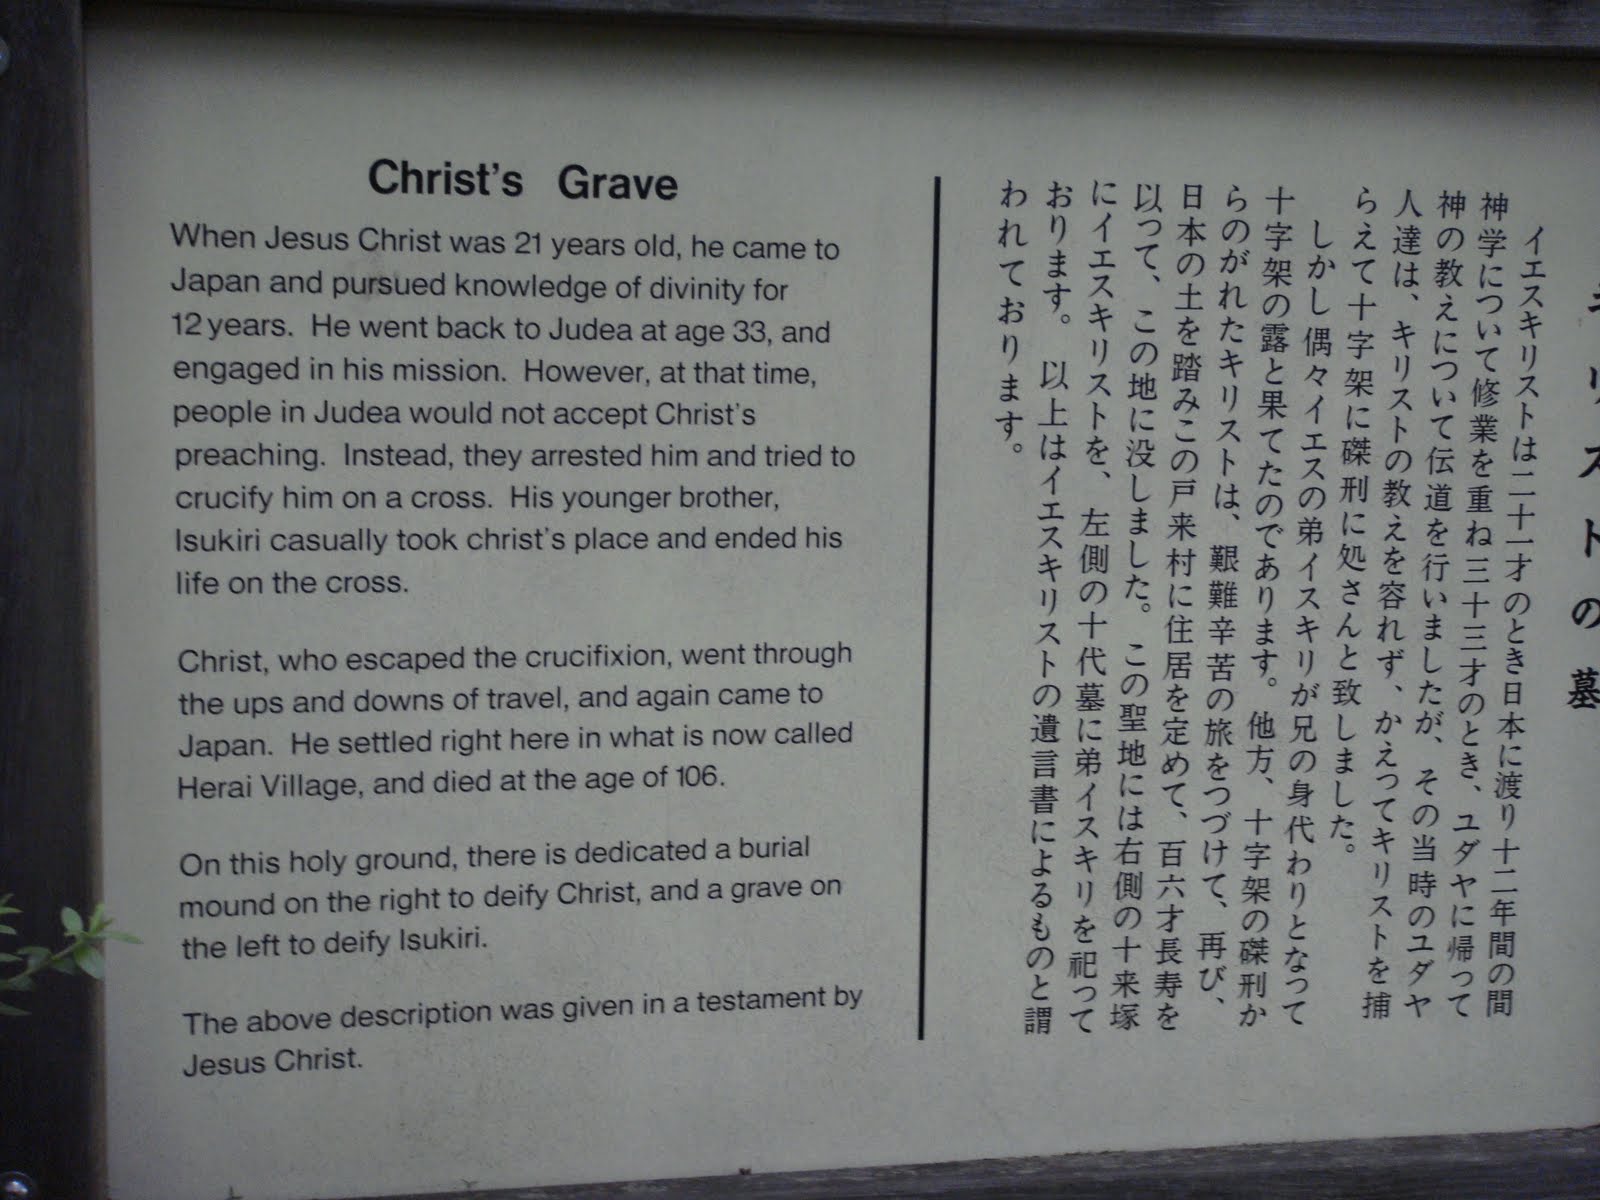 Christ's Grave
When Jesus Christ was 21 years old, he came to
Japan and pursued knowledge of divinity for
12 years. He went back to Judea at age 33, and
engaged in his mission. However, at that time,
people in Judea would not accept Christ's
preaching. Instead, they arrested him and tried to
crucify him on a cross. His younger brother,
Isukiri casually took christ's place and ended his
life on the cross.
Christ, who escaped the crucifixion, went through
the ups and downs of travel, and again came to
Japan. He settled right here in what is now called
Herai Village, and died at the age of 106.
On this holy ground, there is dedicated a burial
mound on the right to deify Christ, and a grave on
the left to deify Isukiri.
The above description was given in a testament by
Jesus Christ.
キリストの墓
イエスキリストは二十一才のとき日本に渡り十二年間の間
神学について修業を重ね三十三才のとき、ユダヤに帰って
神の教えについて伝道を行いましたが、その当時のユダヤ
人達は、キリストの教えを容れず、かえってキリストを捕
らえて十字架に磔刑に処さんと致しました。
しかし偶々イエスの弟イスキリが兄の身代わりとなって
十字架の露と果てたのであります。他方、十字架の磔刑か
らのがれたキリストは、艱難辛苦の旅をつづけて、再び、
日本の土を踏みこの戸来村に住居を定めて、百六才長寿を
以って、この地に没しました。この聖地には右側の十来塚
にイエスキリストを、左側の十代墓に弟イスキリを祀って
おります。以上はイエスキリストの遺言書によるものと謂
われております。